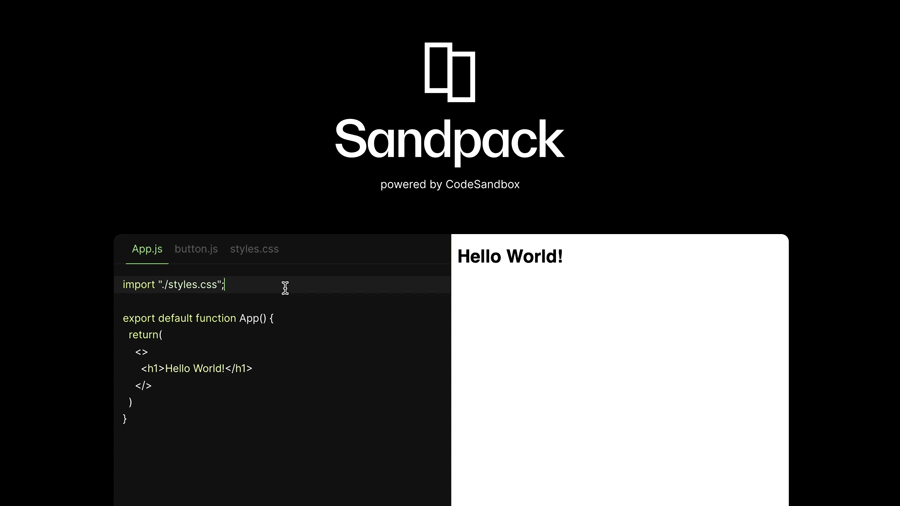 Sandpack
powered by CodeSandbox
App.js button.js styles.css
import "./styles.css";
export default function App() {
return(
<>
<h1>Hello World!</h1>
</>
)
}
Hello World!